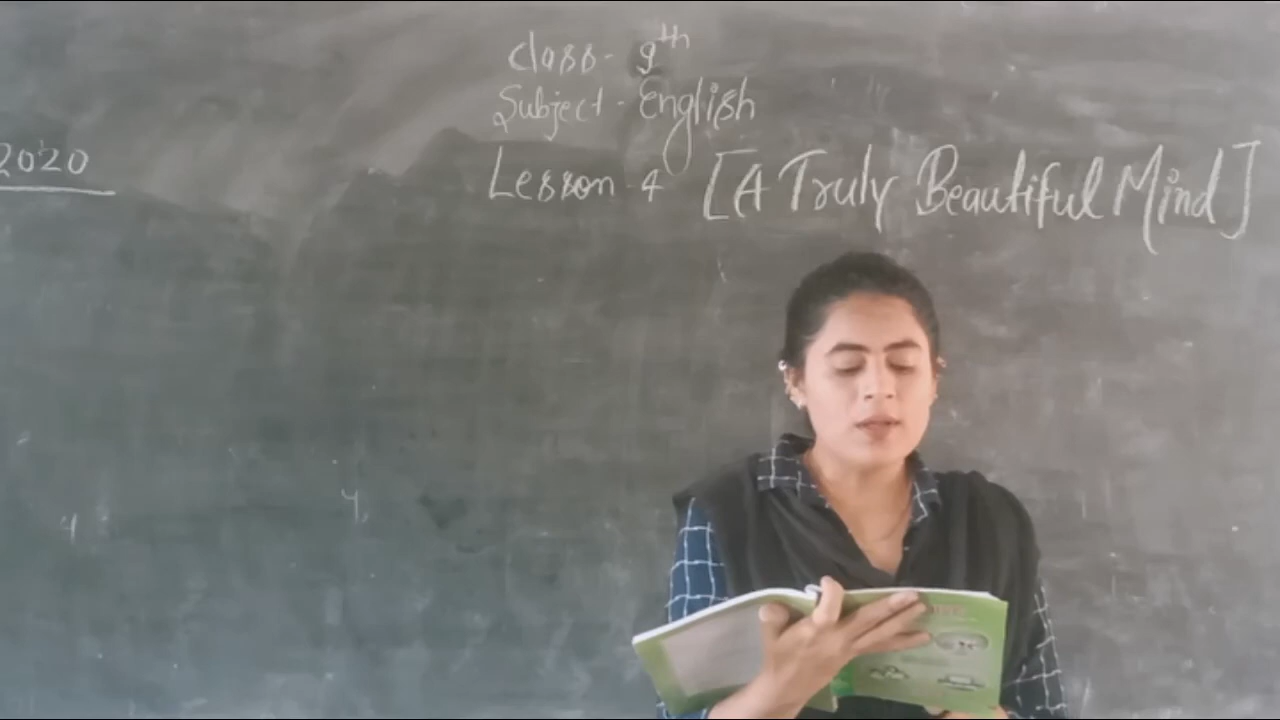 Class - 9th
Subject - English
2020
Lesson - 4 [A Truly Beautiful Mind]